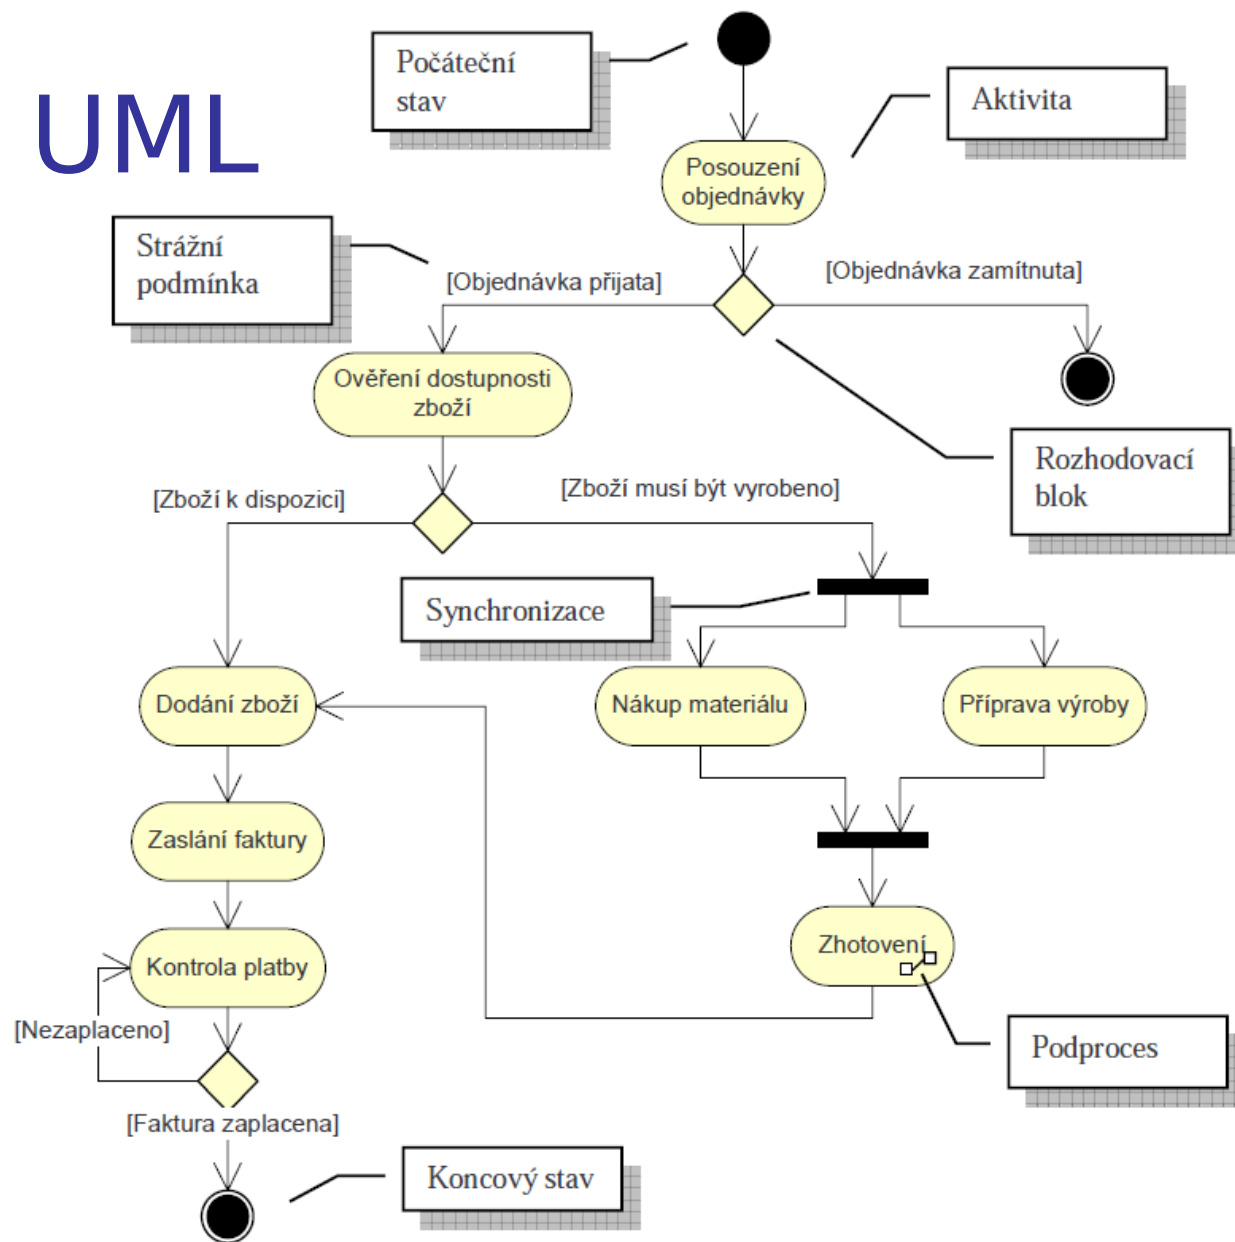 UML
Počáteční
stav
Aktivita
Posouzení
objednávky
Strážní
podmínka
[Objednávka přijata]
[Objednávka zamítnuta]
Ověření dostupnosti
zboží
Rozhodovací
blok
[Zboží k dispozici]
[Zboží musí být vyrobeno]
Synchronizace
Dodání zboží
Nákup materiálu
Příprava výroby
Zaslání faktury
Zhotovení
Kontrola platby
[Nezaplaceno]
Podproces
[Faktura zaplacena]
Koncový stav